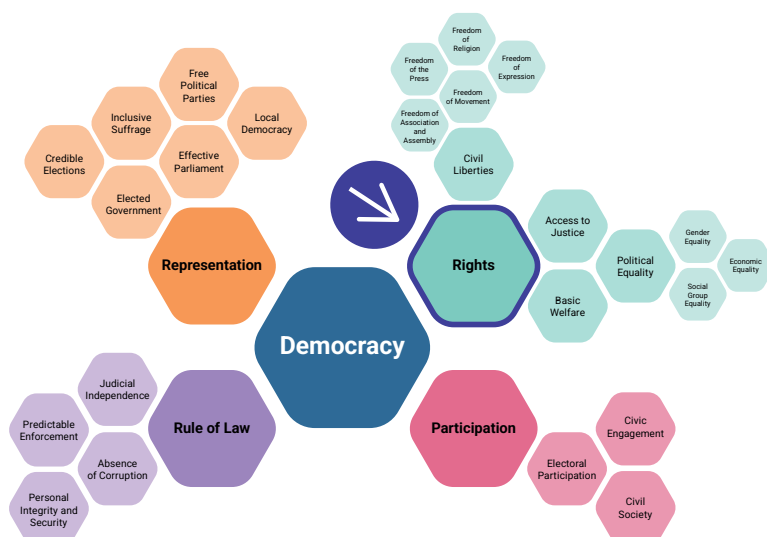 Freedom
of
Religion
Freedom
of the
Press
Freedom
of
Expression
Freedom
of Movement
Freedom of
Association
and
Assembly
Civil
Liberties
Free
Political
Parties
Inclusive
Suffrage
Local
Democracy
Credible
Elections
Effective
Parliament
Elected
Government
Representation
Rights
Access to
Justice
Political
Equality
Gender
Equality
Economic
Equality
Social
Group
Equality
Basic
Welfare
Democracy
Judicial
Independence
Predictable
Enforcement
Absence
of Corruption
Personal
Integrity and
Security
Rule of Law
Participation
Civic
Engagement
Electoral
Participation
Civil
Society